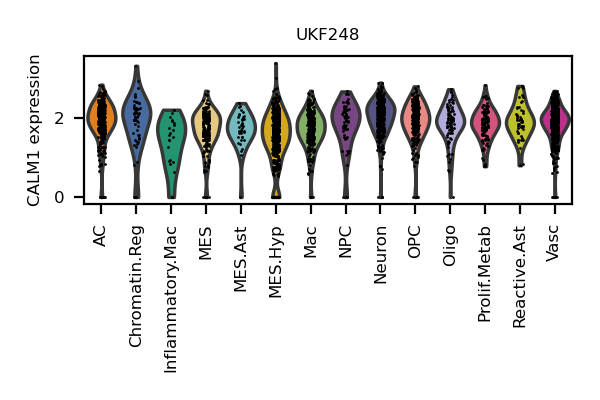 UKF248
CALM1 expression
2
0
AC
Chromatin.Reg
Inflammatory.Mac
MES
MES.Ast
MES.Hyp
Mac
NPC
Neuron
OPC
Oligo
Prolif.Metab
Reactive.Ast
Vasc